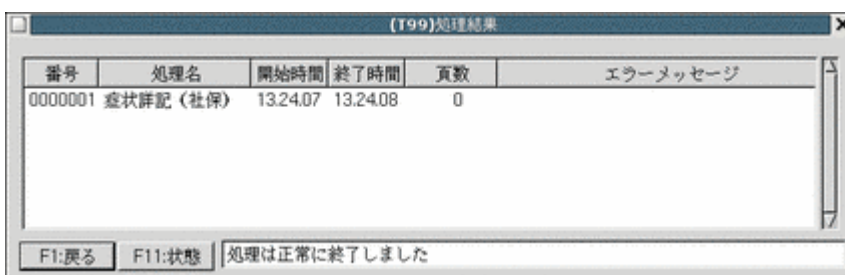 (T99)処理結果
番号 処理名 開始時間 終了時間 頁数 エラーメッセージ
0000001 症状詳記（社保） 13.24.07 13.24.08 0
F1:戻る F11:状態 処理は正常に終了しました